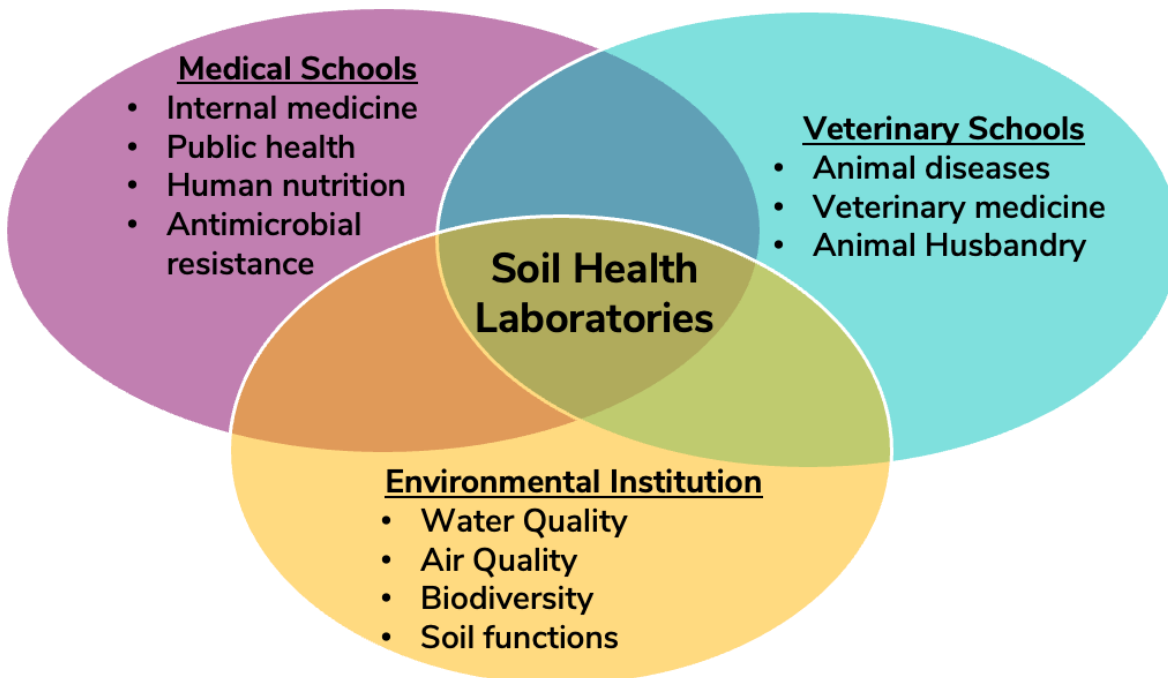 Medical Schools
• Internal medicine
• Public health
• Human nutrition
• Antimicrobial
resistance
Veterinary Schools
• Animal diseases
• Veterinary medicine
• Animal Husbandry
Soil Health
Laboratories
Environmental Institution
• Water Quality
• Air Quality
• Biodiversity
• Soil functions